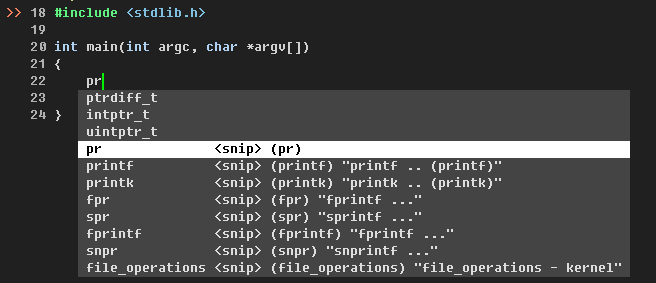 >> 18 #include <stdlib.h>
19
20 int main(int argc, char *argv[])
21 {
22 pr
23 ptrdiff_t
24 } intptr_t
uintptr_t
pr <snip> (pr)
printf <snip> (printf) "printf .. (printf)"
printk <snip> (printk) "printk .. (printk)"
fpr <snip> (fpr) "fprintf ..."
spr <snip> (spr) "sprintf ..."
fprintf <snip> (fprintf) "fprintf ..."
snpr <snip> (snpr) "snprintf ..."
file_operations <snip> (file_operations) "file_operations - kernel"